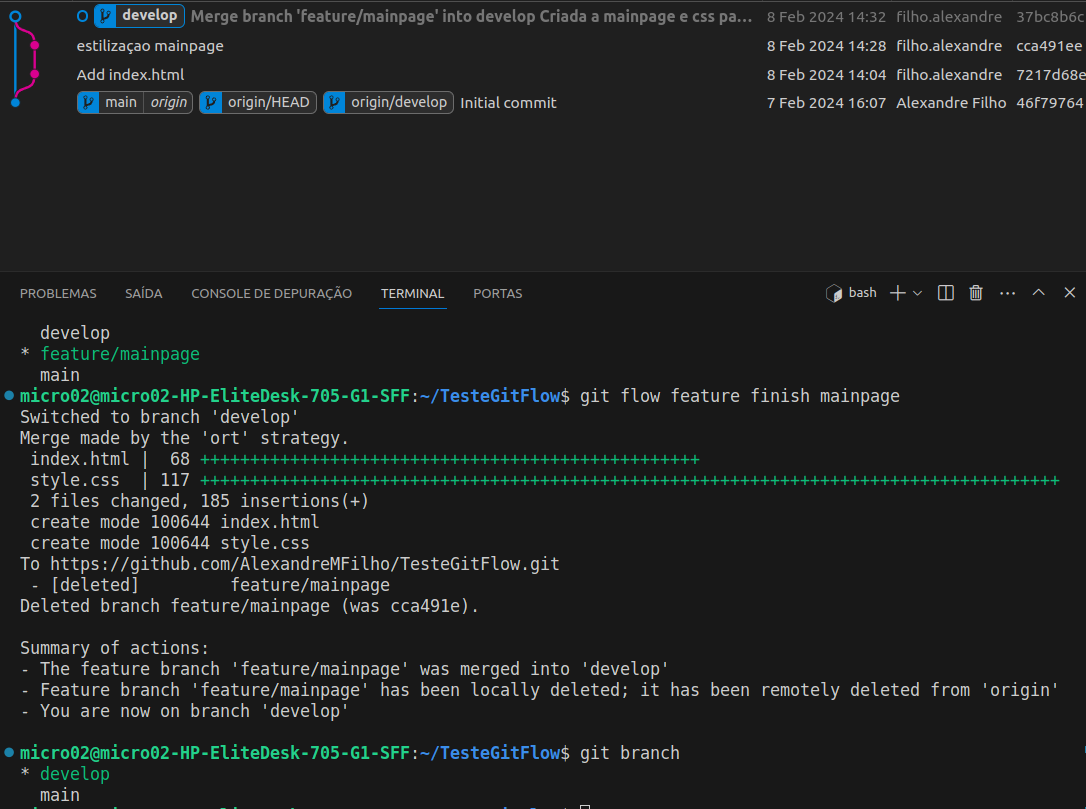 develop Merge branch 'feature/mainpage' into develop Criada a mainpage e css pa... 8 Feb 2024 14:32 filho.alexandre 37bc8b6c
estilizaçao mainpage 8 Feb 2024 14:28 filho.alexandre cca491ee
Add index.html 8 Feb 2024 14:04 filho.alexandre 7217d68e
main origin origin/HEAD origin/develop Initial commit 7 Feb 2024 16:07 Alexandre Filho 46f79764
PROBLEMAS SAÍDA CONSOLE DE DEPURAÇÃO TERMINAL PORTAS bash
develop
* feature/mainpage
main
micro02@micro02-HP-EliteDesk-705-G1-SFF:~/TesteGitFlow$ git flow feature finish mainpage
Switched to branch 'develop'
Merge made by the 'ort' strategy.
index.html | 68 ++++++++++++++++++++++++++++++++++++++++++++++++++
style.css | 117 ++++++++++++++++++++++++++++++++++++++++++++++++++++++++++++++++++++++++++++++++++++++
2 files changed, 185 insertions(+)
create mode 100644 index.html
create mode 100644 style.css
To https://github.com/AlexandreMFilho/TesteGitFlow.git
- [deleted] feature/mainpage
Deleted branch feature/mainpage (was cca491e).
Summary of actions:
- The feature branch 'feature/mainpage' was merged into 'develop'
- Feature branch 'feature/mainpage' has been locally deleted; it has been remotely deleted from 'origin'
- You are now on branch 'develop'
micro02@micro02-HP-EliteDesk-705-G1-SFF:~/TesteGitFlow$ git branch
* develop
main